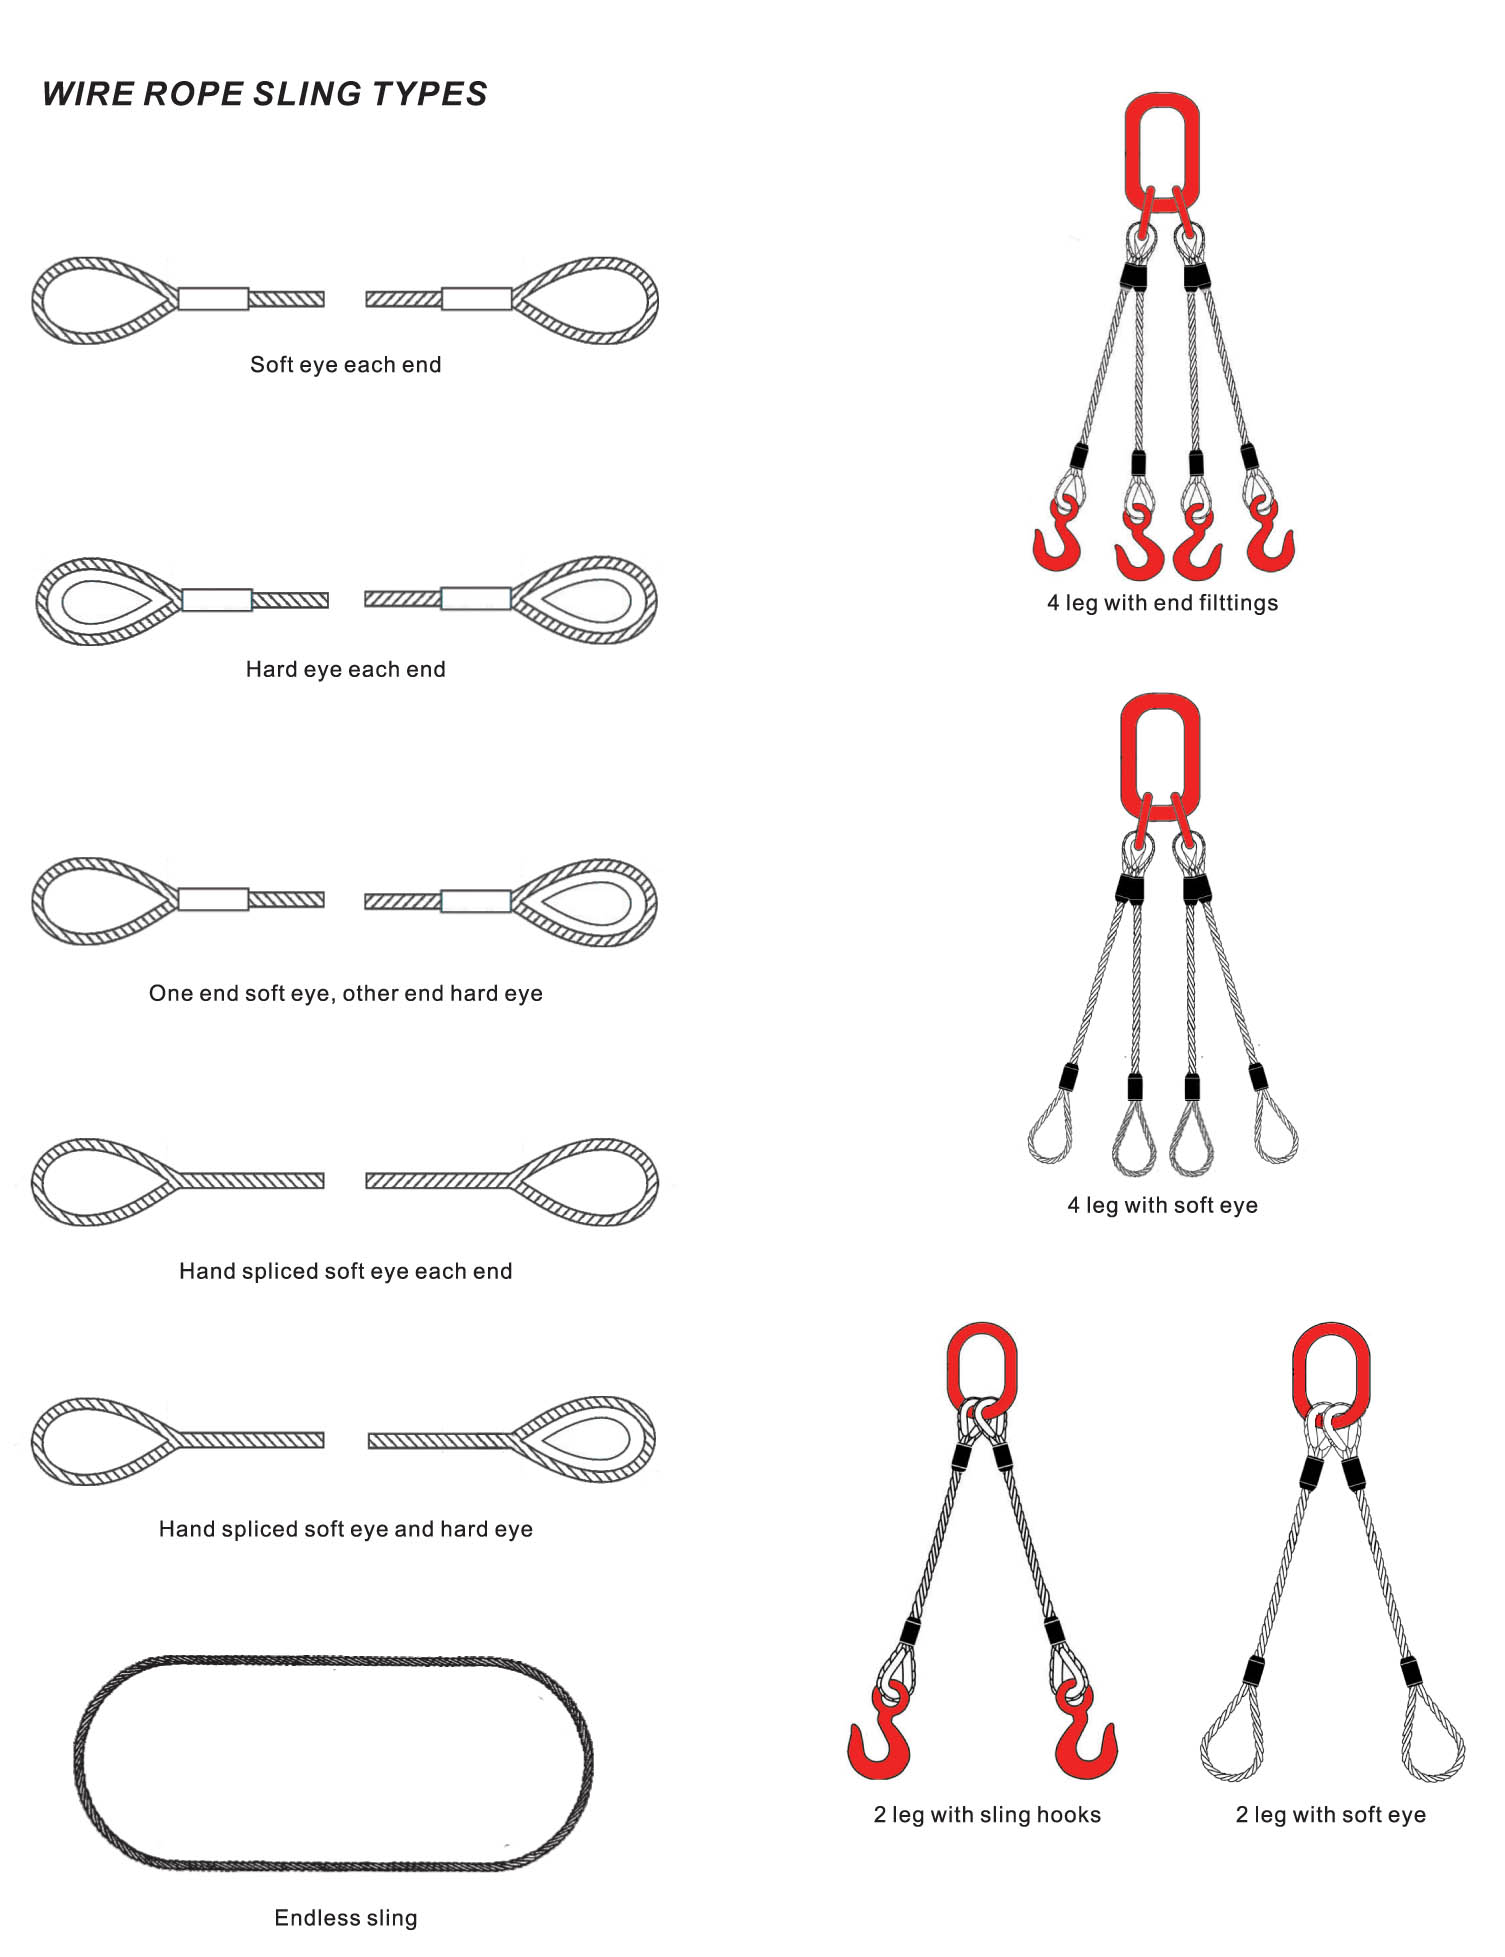 WIRE ROPE SLING TYPES
Soft eye each end
Hard eye each end
One end soft eye, other end hard eye
Hand spliced soft eye each end
Hand spliced soft eye and hard eye
Endless sling
4 leg with end filttings
4 leg with soft eye
2 leg with sling hooks
2 leg with soft eye